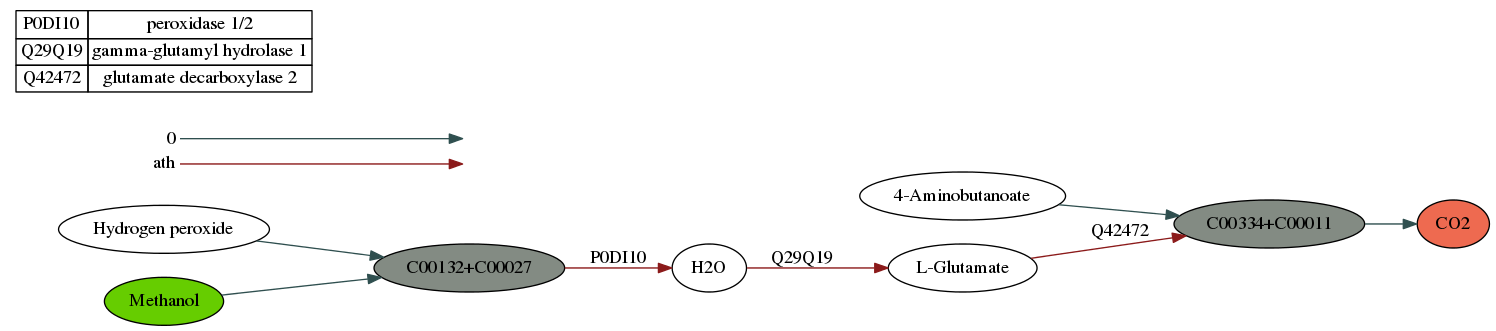 P0DI10 peroxidase 1/2
Q29Q19 gamma-glutamyl hydrolase 1
Q42472 glutamate decarboxylase 2
0
ath
Hydrogen peroxide
Methanol
C00132+C00027
P0DI10
H2O
Q29Q19
4-Aminobutanoate
L-Glutamate
Q42472
C00334+C00011
CO2